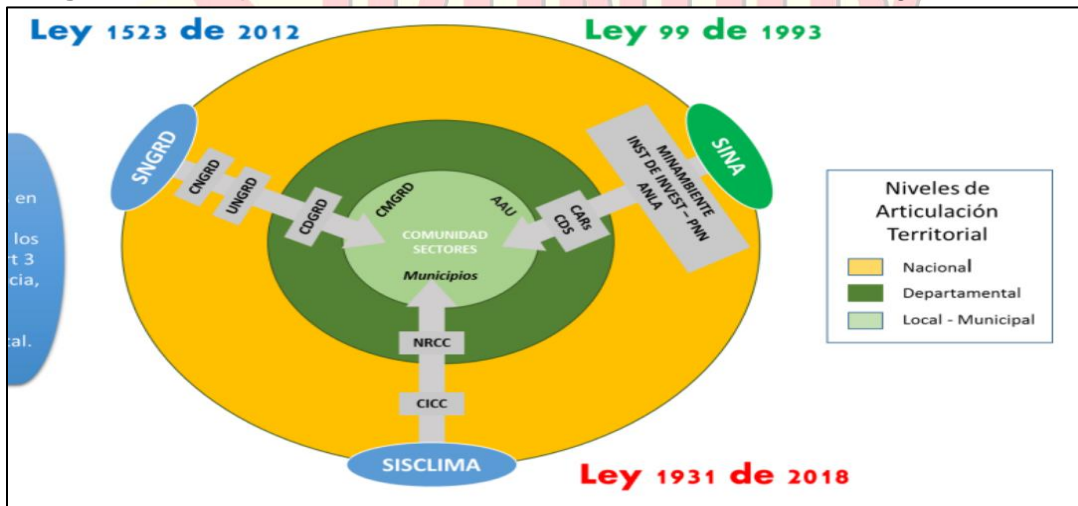 Ley 1523 de 2012
Ley 99 de 1993
SNGRD
CNGRD
UNGRD
CDGRD
CMGRD
SINA
MINAMBIENTE
INST DE INVEST – PNN
ANLA
CARs
CDS
AAU
COMUNIDAD
SECTORES
Municipios
NRCC
CICC
SISCLIMA
Ley 1931 de 2018
en
los
t 3
cia,
tal.
Niveles de
Articulación
Territorial
Nacional
Departamental
Local - Municipal